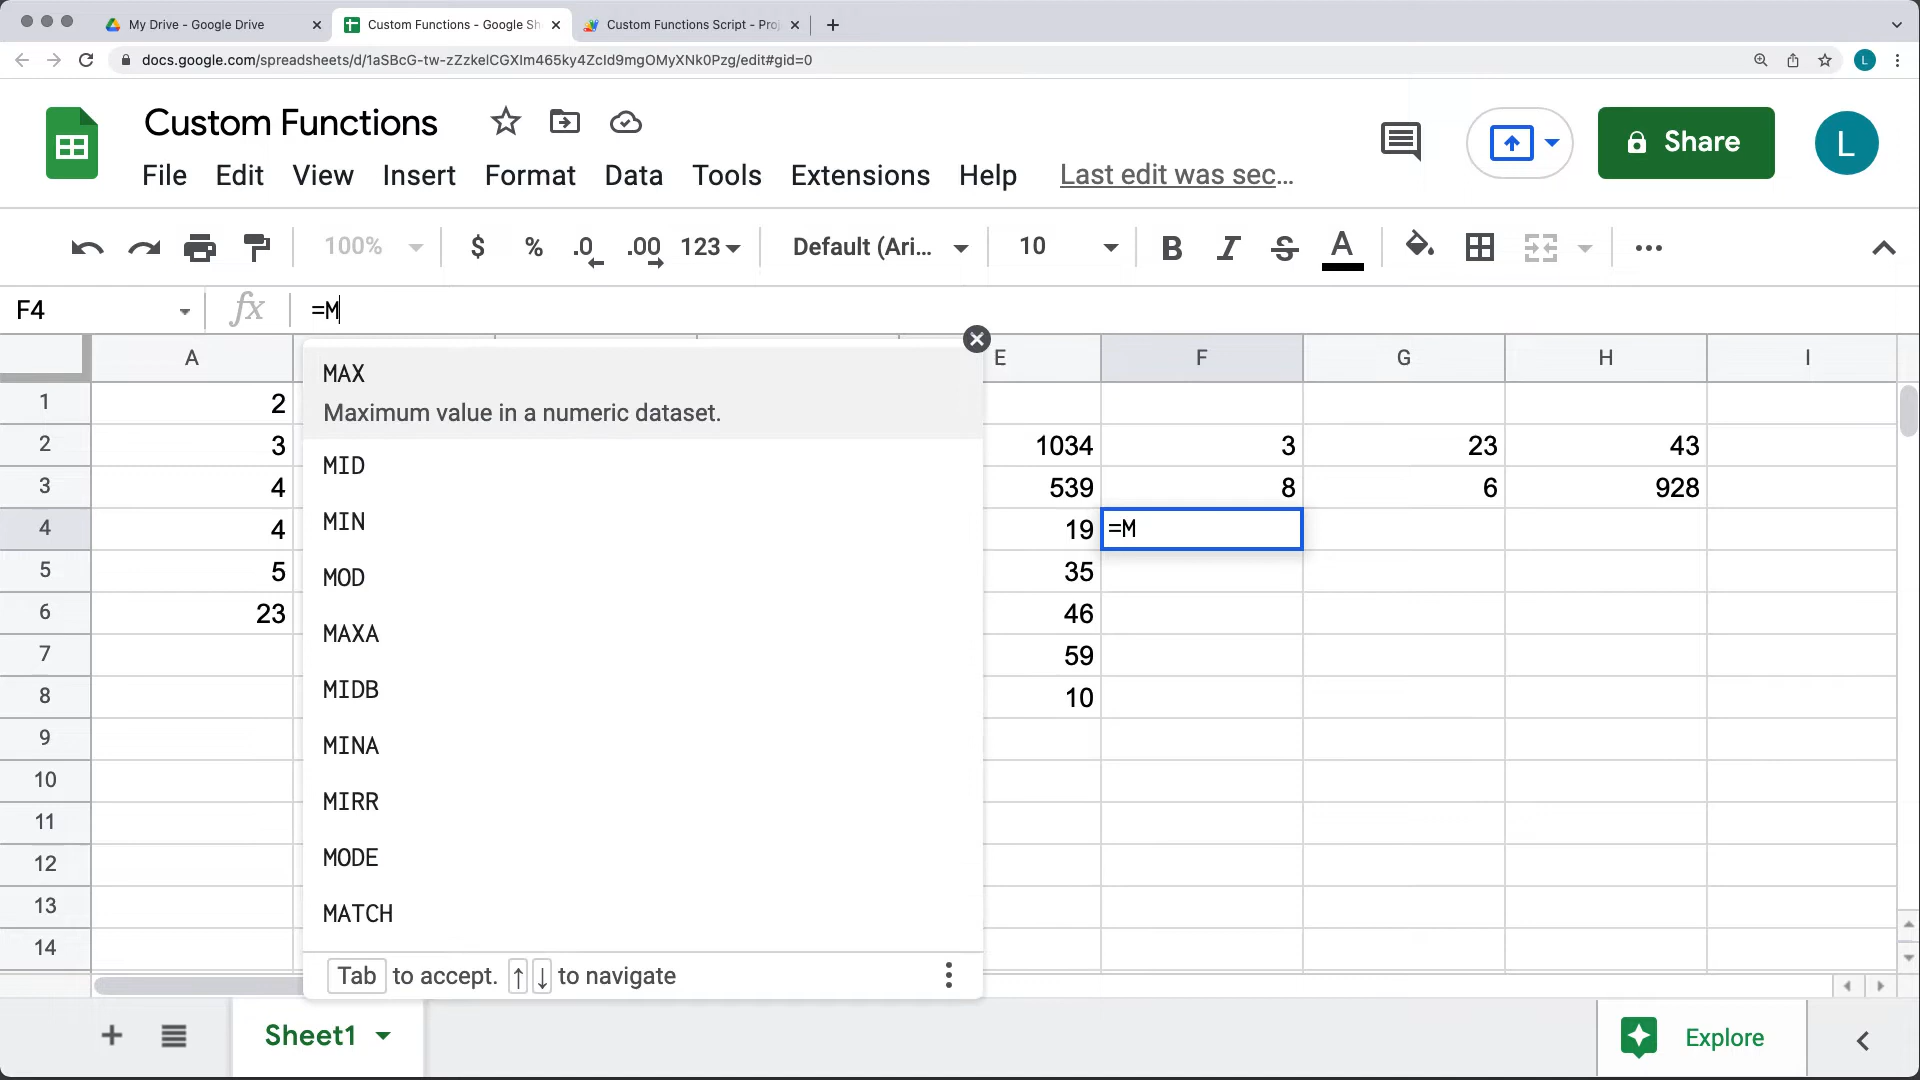 My Drive - Google Drive
Custom Functions - Google Sh
Custom Functions Script - Proj
docs.google.com/spreadsheets/d/1aSBcG-tw-zZzkelCGXIm465ky4Zcld9mgOMyXNk0Pzg/edit#gid=0
L
Custom Functions
Share
L
File Edit View Insert Format Data Tools Extensions Help Last edit was sec...
100% $ % .0 .00 123 Default (Ari... 10 B I S A
F4 fx =M
A E F G H I
MAX
Maximum value in a numeric dataset.
MID
MIN
MOD
MAXA
MIDB
MINA
MIRR
MODE
MATCH
Tab to accept. ↑ ↓ to navigate
1 2
2 3 1034 3 23 43
3 4 539 8 6 928
4 4 19 =M
5 5 35
6 23 46
7 59
8 10
9
10
11
12
13
14
Sheet1
Explore